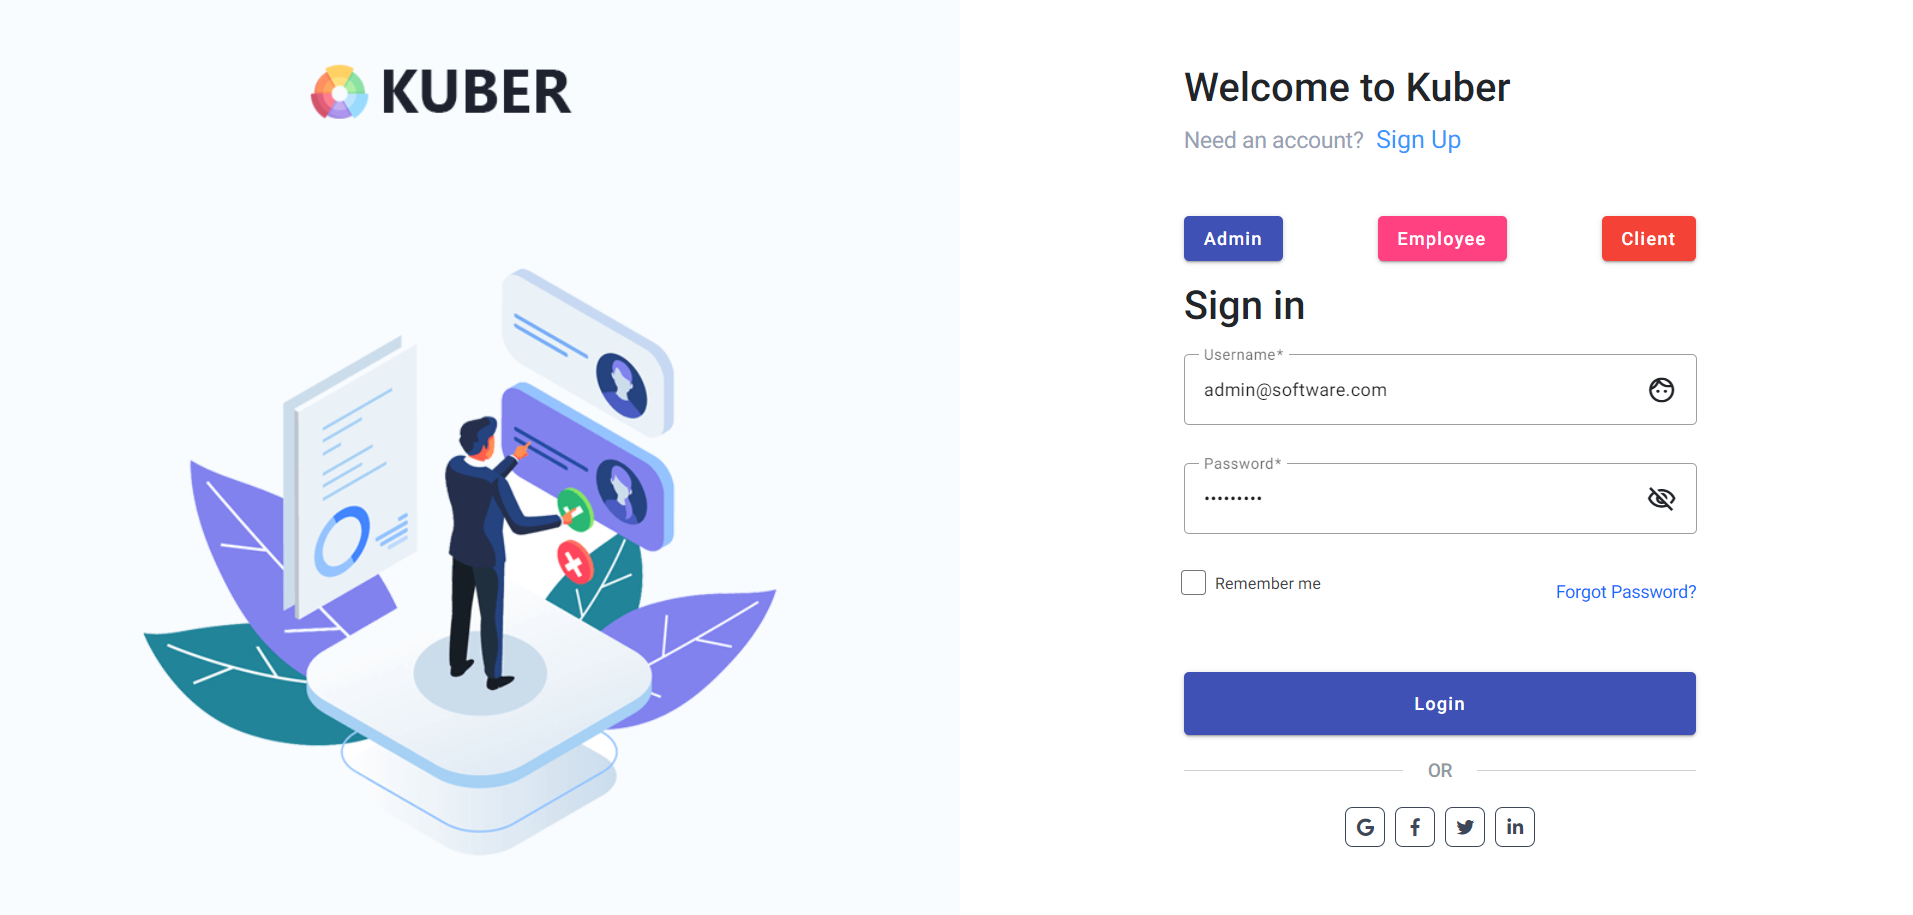 KUBER
Welcome to Kuber
Need an account? Sign Up
Admin Employee Client
Sign in
Username*
admin@software.com
Password*
•••••••••
Remember me
Forgot Password?
Login
OR